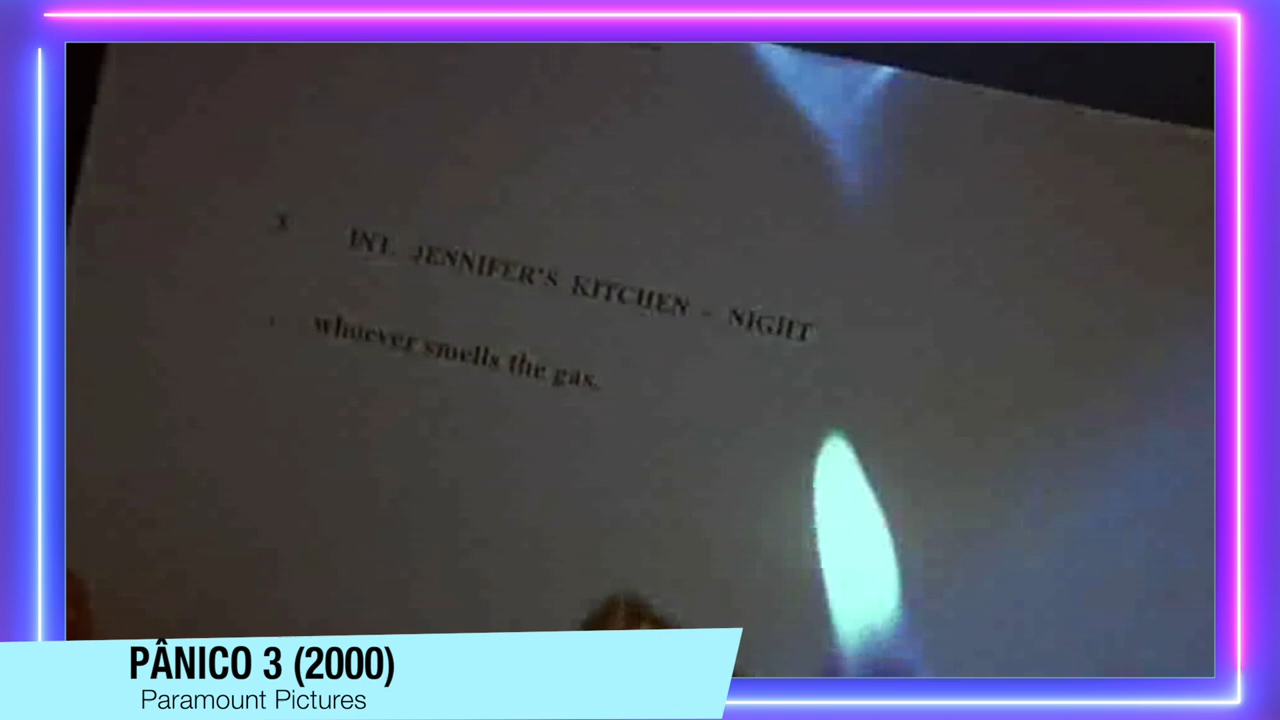 INT. JENNIFER'S KITCHEN - NIGHT
whoever smells the gas.
PÂNICO 3 (2000)
Paramount Pictures